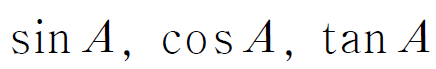 sin A, cos A, tan A